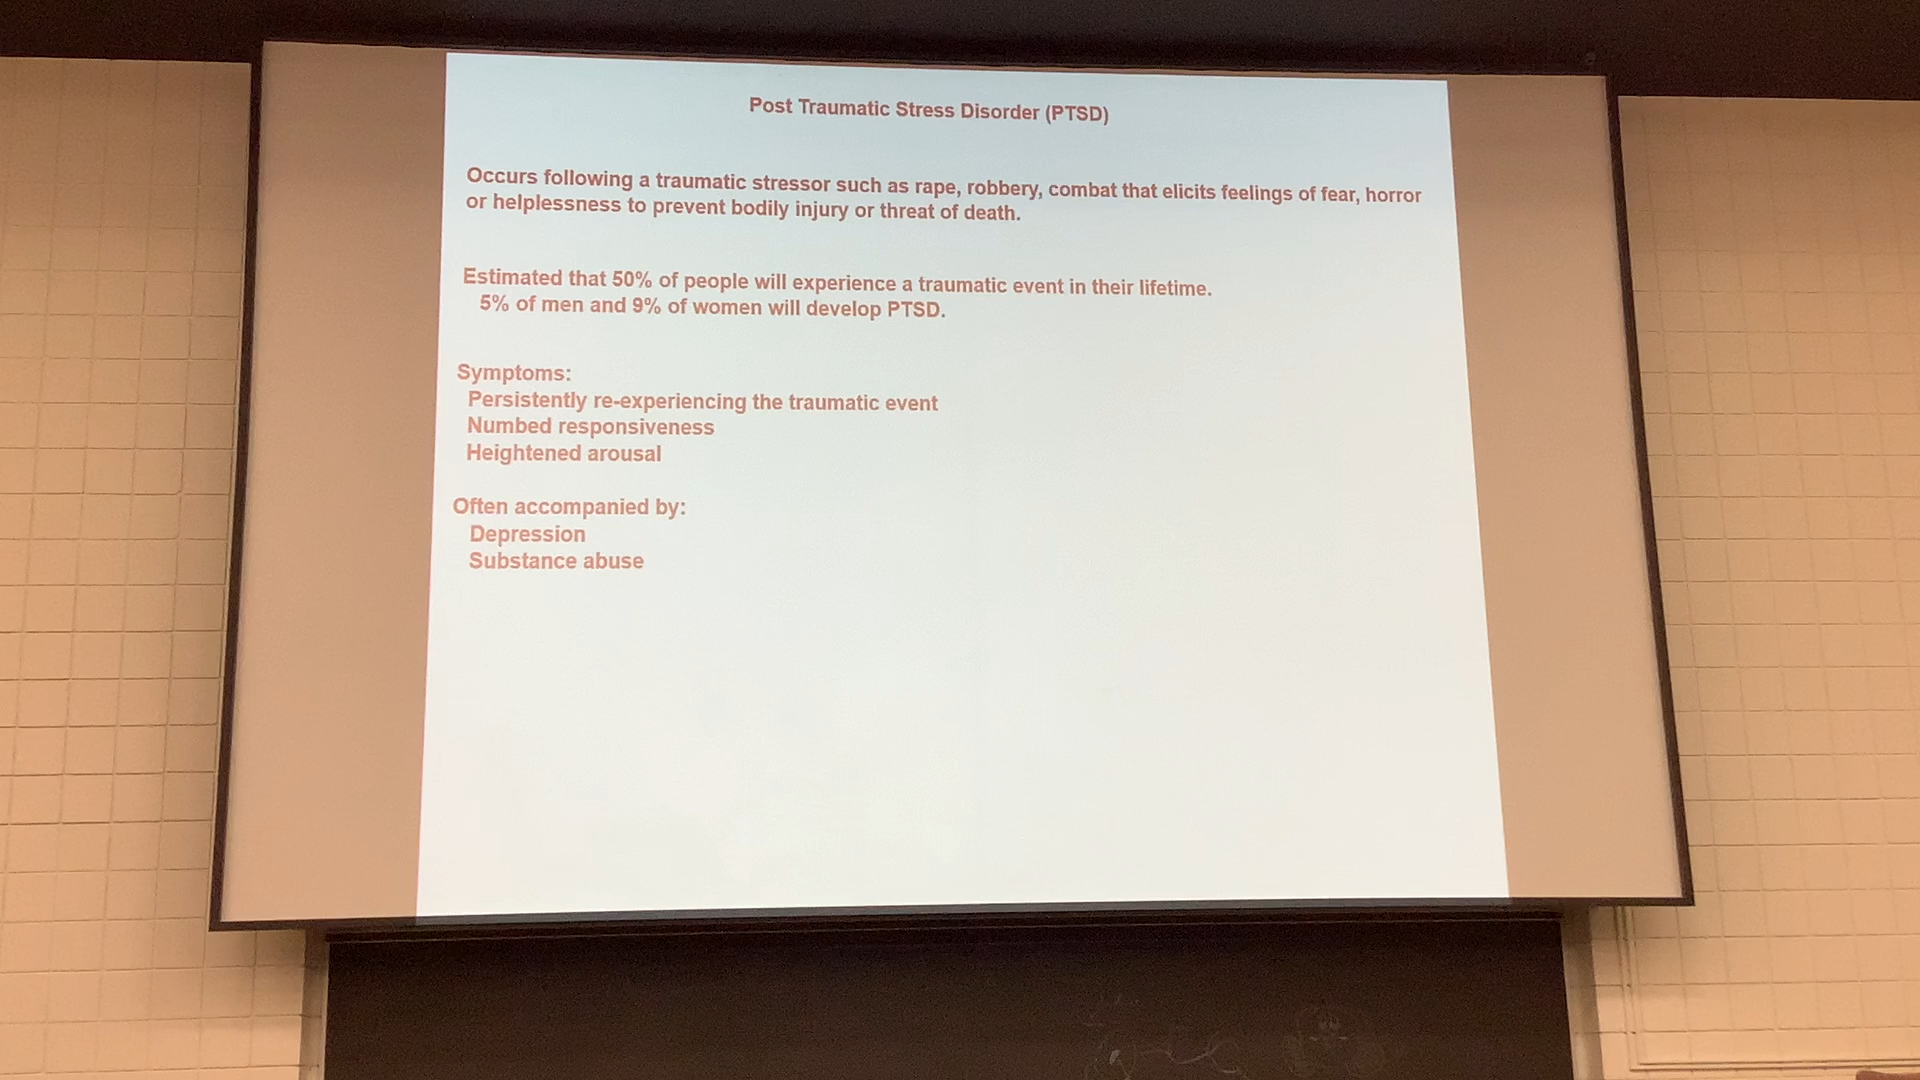 Post Traumatic Stress Disorder (PTSD)
Occurs following a traumatic stressor such as rape, robbery, combat that elicits feelings of fear, horror
or helplessness to prevent bodily injury or threat of death.
Estimated that 50% of people will experience a traumatic event in their lifetime.
5% of men and 9% of women will develop PTSD.
Symptoms:
Persistently re-experiencing the traumatic event
Numbed responsiveness
Heightened arousal
Often accompanied by:
Depression
Substance abuse